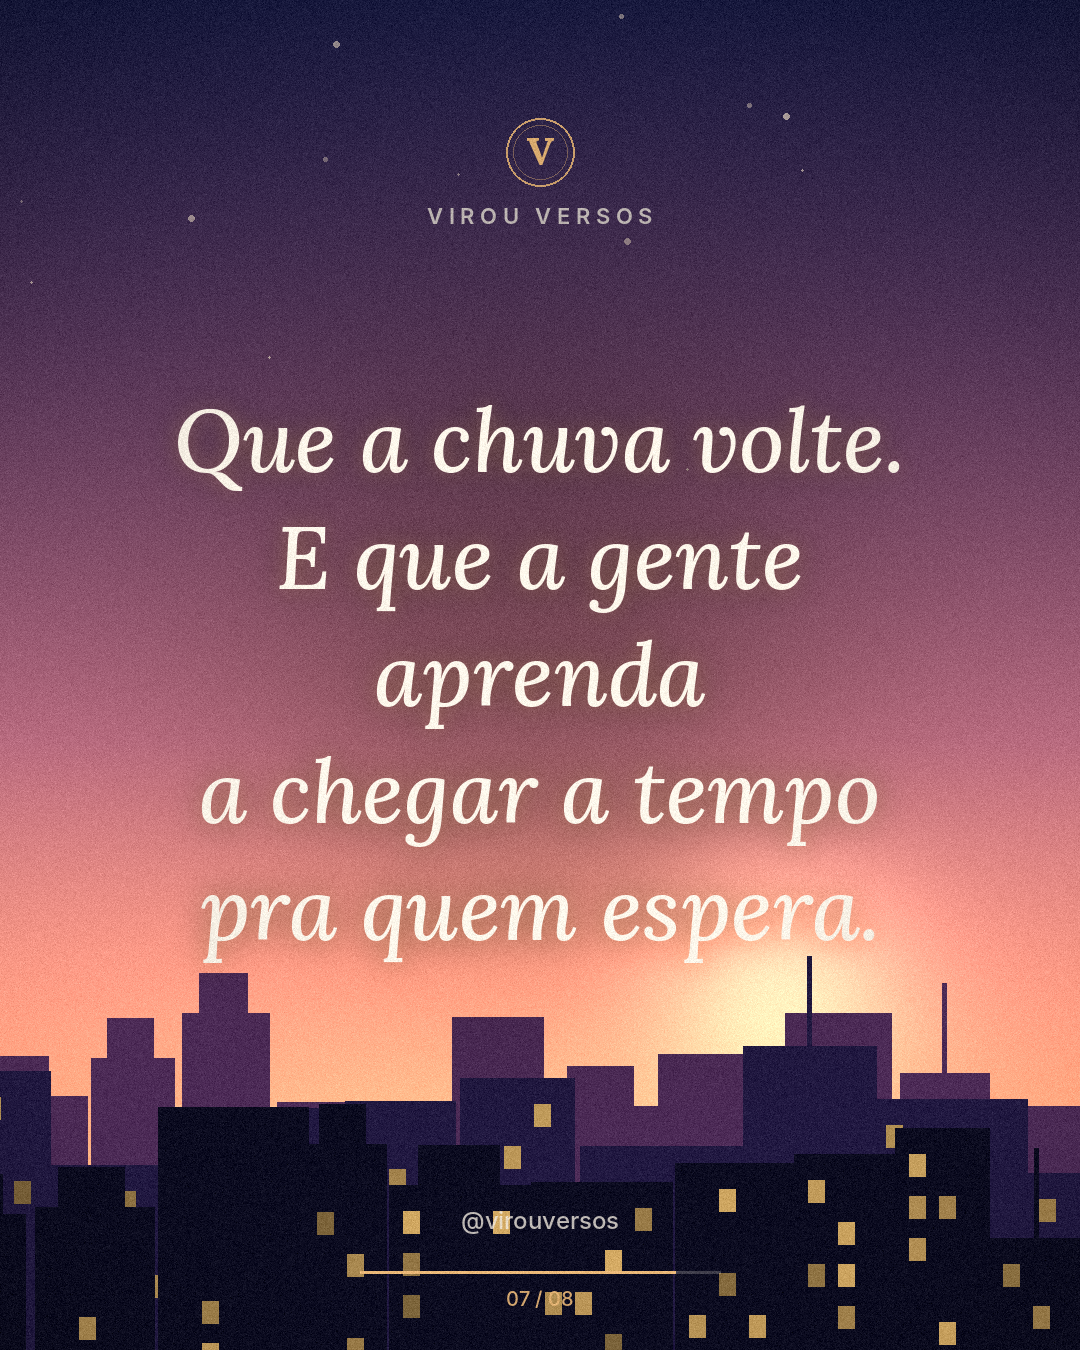 V
VIROU VERSOS
Que a chuva volte.
E que a gente
aprenda
a chegar a tempo
pra quem espera.
@virouversos
07 / 08